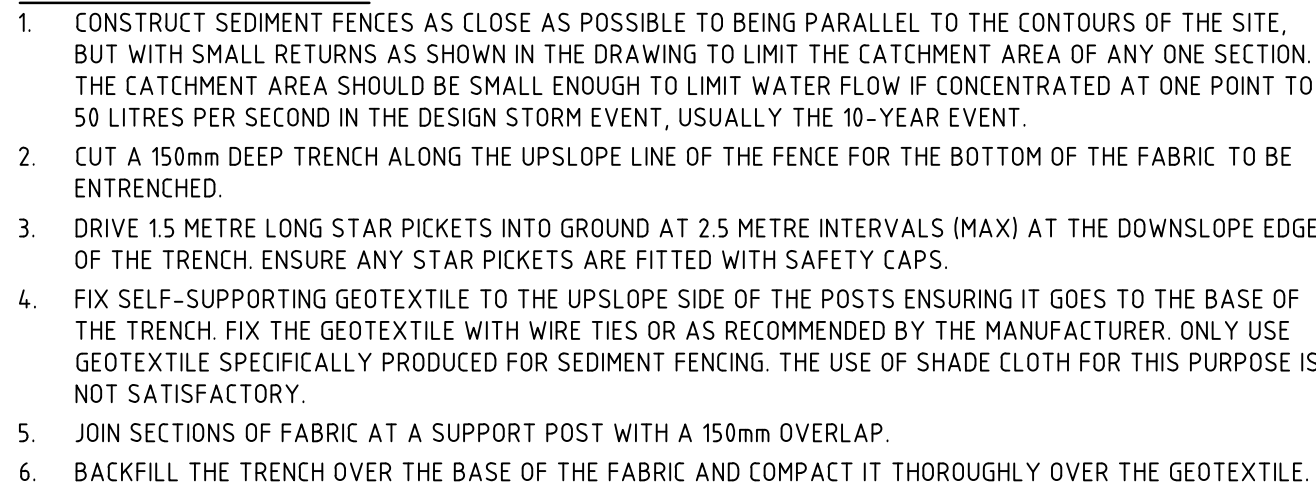 1. CONSTRUCT SEDIMENT FENCES AS CLOSE AS POSSIBLE TO BEING PARALLEL TO THE CONTOURS OF THE SITE,
BUT WITH SMALL RETURNS AS SHOWN IN THE DRAWING TO LIMIT THE CATCHMENT AREA OF ANY ONE SECTION.
THE CATCHMENT AREA SHOULD BE SMALL ENOUGH TO LIMIT WATER FLOW IF CONCENTRATED AT ONE POINT TO
50 LITRES PER SECOND IN THE DESIGN STORM EVENT, USUALLY THE 10-YEAR EVENT.
2. CUT A 150mm DEEP TRENCH ALONG THE UPSLOPE LINE OF THE FENCE FOR THE BOTTOM OF THE FABRIC TO BE
ENTRENCHED.
3. DRIVE 1.5 METRE LONG STAR PICKETS INTO GROUND AT 2.5 METRE INTERVALS (MAX) AT THE DOWNSLOPE EDGE
OF THE TRENCH. ENSURE ANY STAR PICKETS ARE FITTED WITH SAFETY CAPS.
4. FIX SELF-SUPPORTING GEOTEXTILE TO THE UPSLOPE SIDE OF THE POSTS ENSURING IT GOES TO THE BASE OF
THE TRENCH. FIX THE GEOTEXTILE WITH WIRE TIES OR AS RECOMMENDED BY THE MANUFACTURER. ONLY USE
GEOTEXTILE SPECIFICALLY PRODUCED FOR SEDIMENT FENCING. THE USE OF SHADE CLOTH FOR THIS PURPOSE IS
NOT SATISFACTORY.
5. JOIN SECTIONS OF FABRIC AT A SUPPORT POST WITH A 150mm OVERLAP.
6. BACKFILL THE TRENCH OVER THE BASE OF THE FABRIC AND COMPACT IT THOROUGHLY OVER THE GEOTEXTILE.